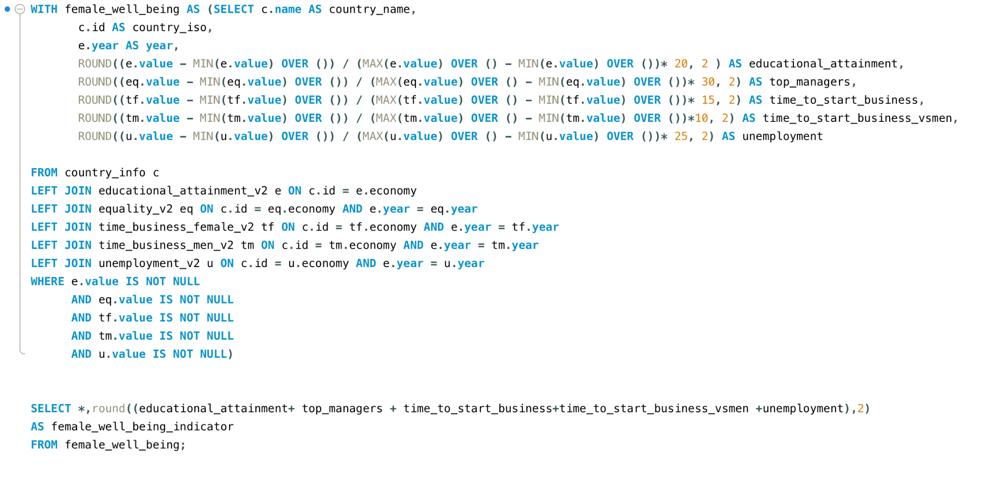 WITH female_well_being AS (SELECT c.name AS country_name,
c.id AS country_iso,
e.year AS year,
ROUND((e.value - MIN(e.value) OVER ()) / (MAX(e.value) OVER () - MIN(e.value) OVER ())* 20, 2 ) AS educational_attainment,
ROUND((eq.value - MIN(eq.value) OVER ()) / (MAX(eq.value) OVER () - MIN(eq.value) OVER ())* 30, 2) AS top_managers,
ROUND((tf.value - MIN(tf.value) OVER ()) / (MAX(tf.value) OVER () - MIN(tf.value) OVER ())* 15, 2) AS time_to_start_business,
ROUND((tm.value - MIN(tm.value) OVER ()) / (MAX(tm.value) OVER () - MIN(tm.value) OVER ())*10, 2) AS time_to_start_business_vsmen,
ROUND((u.value - MIN(u.value) OVER ()) / (MAX(u.value) OVER () - MIN(u.value) OVER ())* 25, 2) AS unemployment
FROM country_info c
LEFT JOIN educational_attainment_v2 e ON c.id = e.economy
LEFT JOIN equality_v2 eq ON c.id = eq.economy AND e.year = eq.year
LEFT JOIN time_business_female_v2 tf ON c.id = tf.economy AND e.year = tf.year
LEFT JOIN time_business_men_v2 tm ON c.id = tm.economy AND e.year = tm.year
LEFT JOIN unemployment_v2 u ON c.id = u.economy AND e.year = u.year
WHERE e.value IS NOT NULL
AND eq.value IS NOT NULL
AND tf.value IS NOT NULL
AND tm.value IS NOT NULL
AND u.value IS NOT NULL)
SELECT *,round((educational_attainment+ top_managers + time_to_start_business+time_to_start_business_vsmen +unemployment),2)
AS female_well_being_indicator
FROM female_well_being;